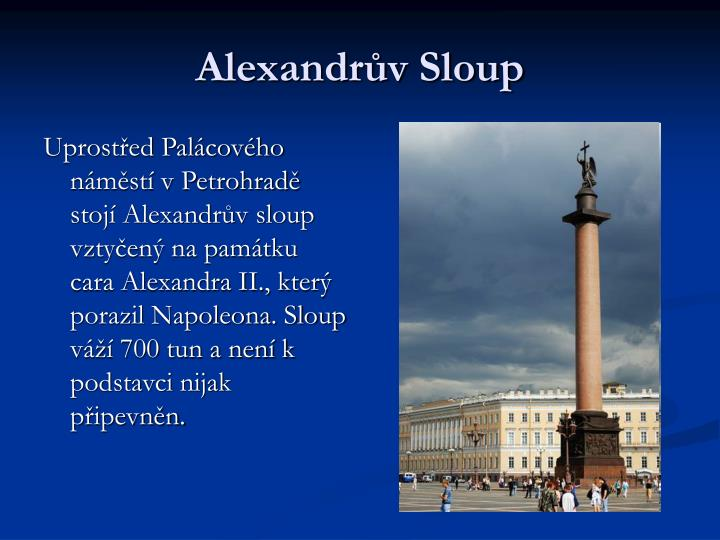 Alexandrův Sloup
Uprostřed Palácového
náměstí v Petrohradě
stojí Alexandrův sloup
vztyčený na památku
cara Alexandra II., který
porazil Napoleona. Sloup
váží 700 tun a není k
podstavci nijak
připevněn.